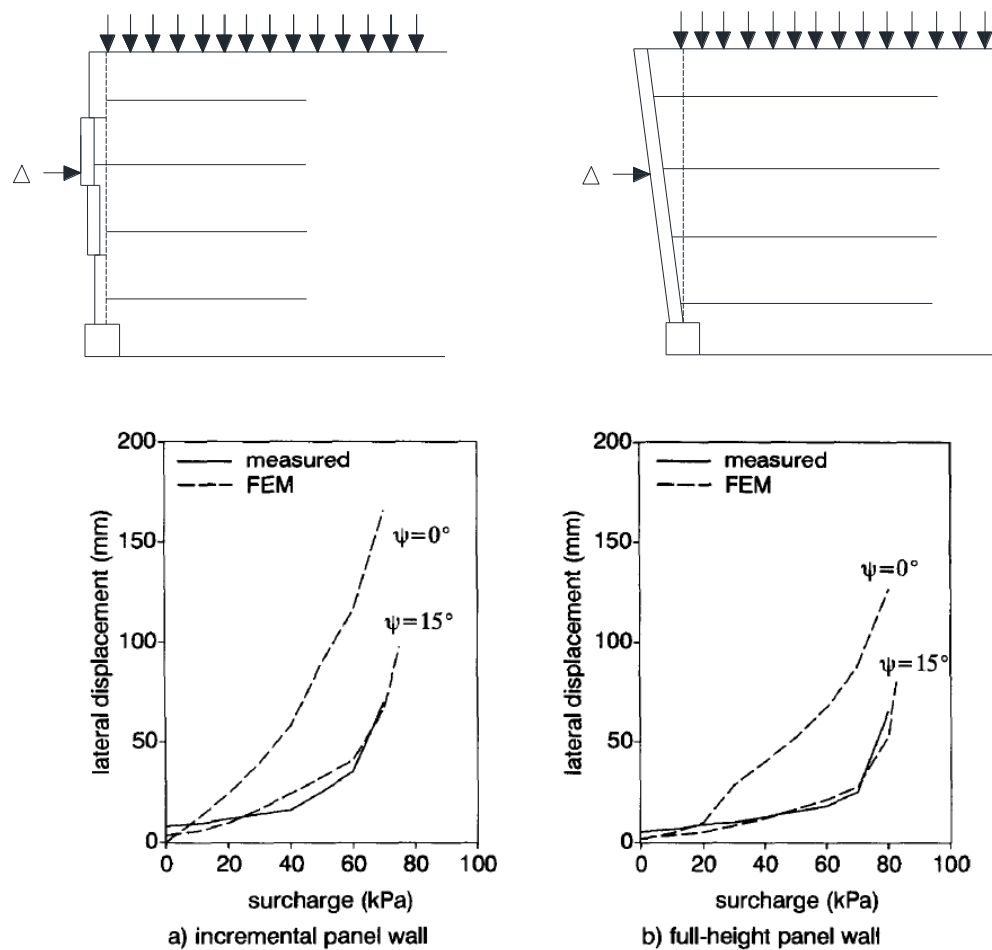 Δ
Δ
200
150
100
50
0
lateral displacement (mm)
measured
FEM
ψ=0°
ψ=15°
0 20 40 60 80 100
surcharge (kPa)
a) incremental panel wall
200
150
100
50
0
lateral displacement (mm)
measured
FEM
ψ=0°
ψ=15°
0 20 40 60 80 100
surcharge (kPa)
b) full-height panel wall